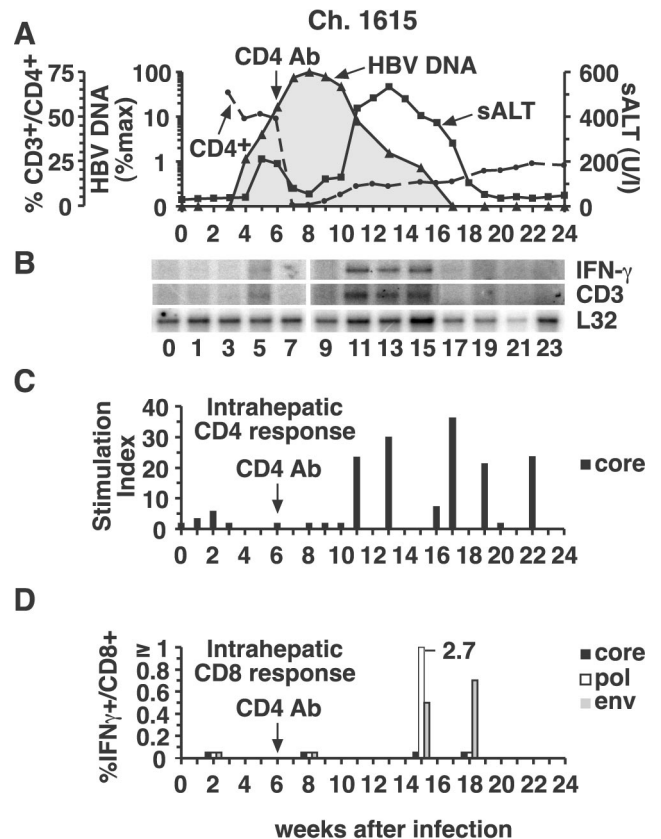 Ch. 1615
A
CD4 Ab
HBV DNA
% CD3+/CD4+
HBV DNA
(%max)
sALT (U/l)
75
50
25
0
100
10
1
0
600
400
200
0
CD4+
sALT
0 2 4 6 8 10 12 14 16 18 20 22 24
B
IFN-γ
CD3
L32
0 1 3 5 7 9 11 13 15 17 19 21 23
C
Stimulation
Index
40
30
20
10
0
Intrahepatic
CD4 response
CD4 Ab
core
0 2 4 6 8 10 12 14 16 18 20 22 24
D
%IFNγ+/CD8+
≥ 1
0.8
0.6
0.4
0.2
0
Intrahepatic
CD8 response
CD4 Ab
2.7
core
pol
env
0 2 4 6 8 10 12 14 16 18 20 22 24
weeks after infection